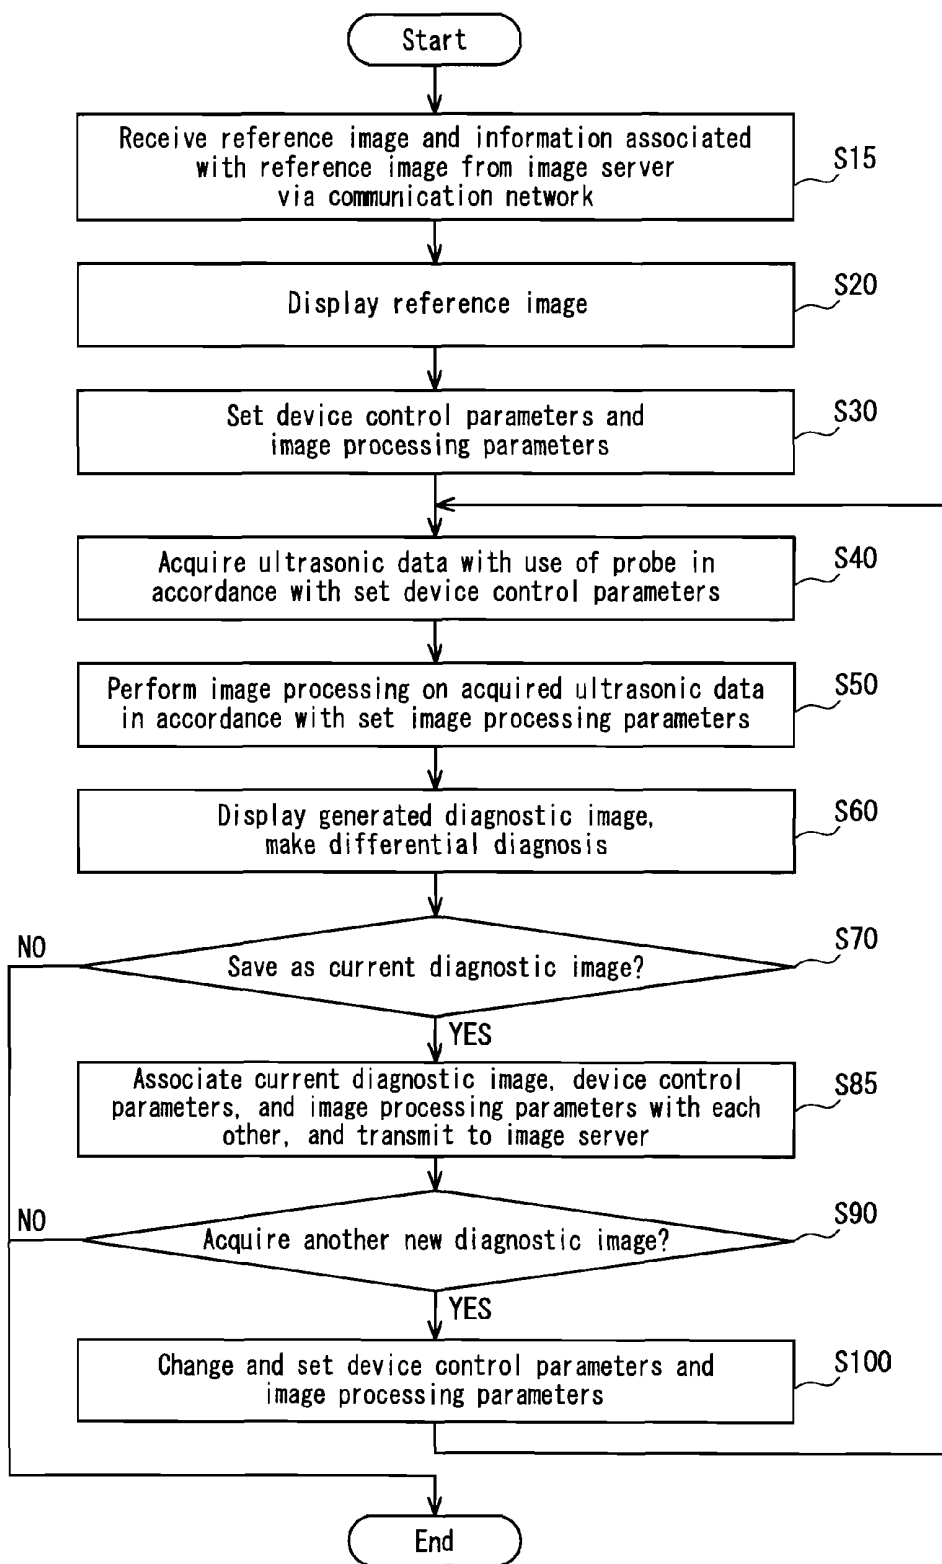 Start
Receive reference image and information associated
with reference image from image server
via communication network
S15
Display reference image
S20
Set device control parameters and
image processing parameters
S30
Acquire ultrasonic data with use of probe in
accordance with set device control parameters
S40
Perform image processing on acquired ultrasonic data
in accordance with set image processing parameters
S50
Display generated diagnostic image,
make differential diagnosis
S60
NO
Save as current diagnostic image?
S70
YES
Associate current diagnostic image, device control
parameters, and image processing parameters with each
other, and transmit to image server
S85
NO
Acquire another new diagnostic image?
S90
YES
Change and set device control parameters and
image processing parameters
S100
End